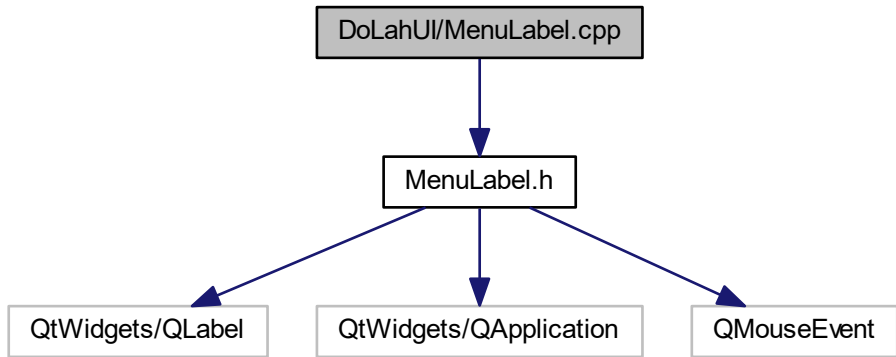 DoLahUI/MenuLabel.cpp
MenuLabel.h
QtWidgets/QLabel
QtWidgets/QApplication
QMouseEvent